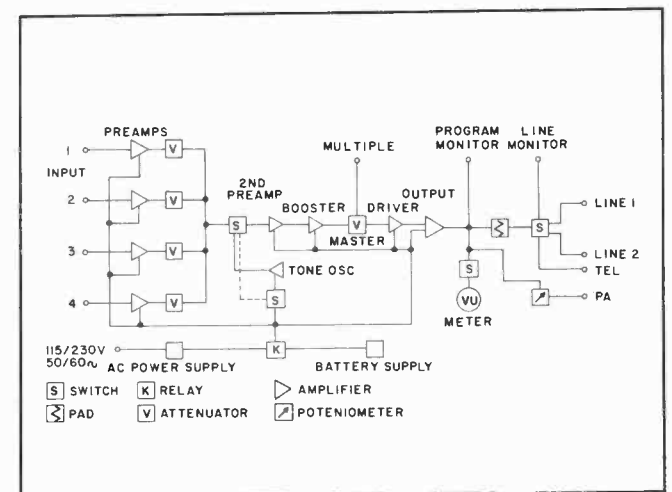 PREAMPS
1
V
INPUT
2
V
3
V
4
V
2ND
PREAMP
S
BOOSTER
MULTIPLE
V
MASTER
DRIVER
OUTPUT
TONE OSC
S
PROGRAM
MONITOR
LINE
MONITOR
S
LINE 1
LINE 2
TEL
PA
S
VU
METER
115/230V
50/60~
AC POWER SUPPLY
K
BATTERY SUPPLY
S SWITCH
K RELAY
AMPLIFIER
PAD
V ATTENUATOR
POTENIOMETER